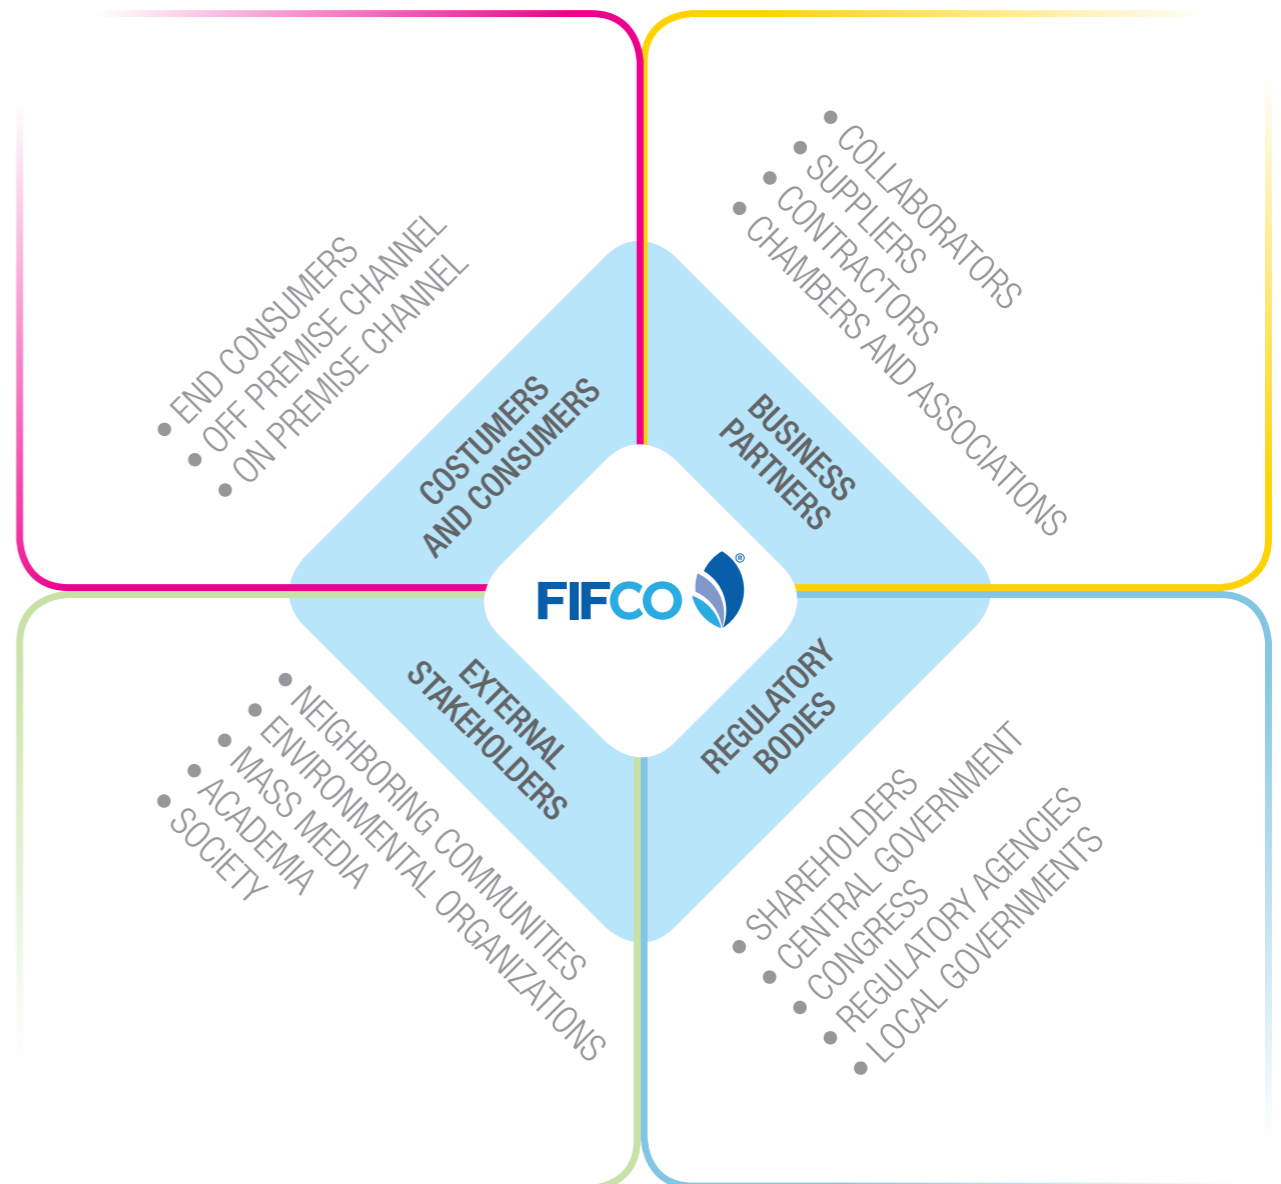 END CONSUMERS
OFF PREMISE CHANNEL
ON PREMISE CHANNEL
COSTUMERS
AND CONSUMERS
COLLABORATORS
SUPPLIERS
CONTRACTORS
CHAMBERS AND ASSOCIATIONS
BUSINESS
PARTNERS
FIFCO ®
EXTERNAL
STAKEHOLDERS
NEIGHBORING COMMUNITIES
ENVIRONMENTAL ORGANIZATIONS
MASS MEDIA
ACADEMIA
SOCIETY
REGULATORY
BODIES
SHAREHOLDERS
CENTRAL GOVERNMENT
CONGRESS
REGULATORY AGENCIES
LOCAL GOVERNMENTS